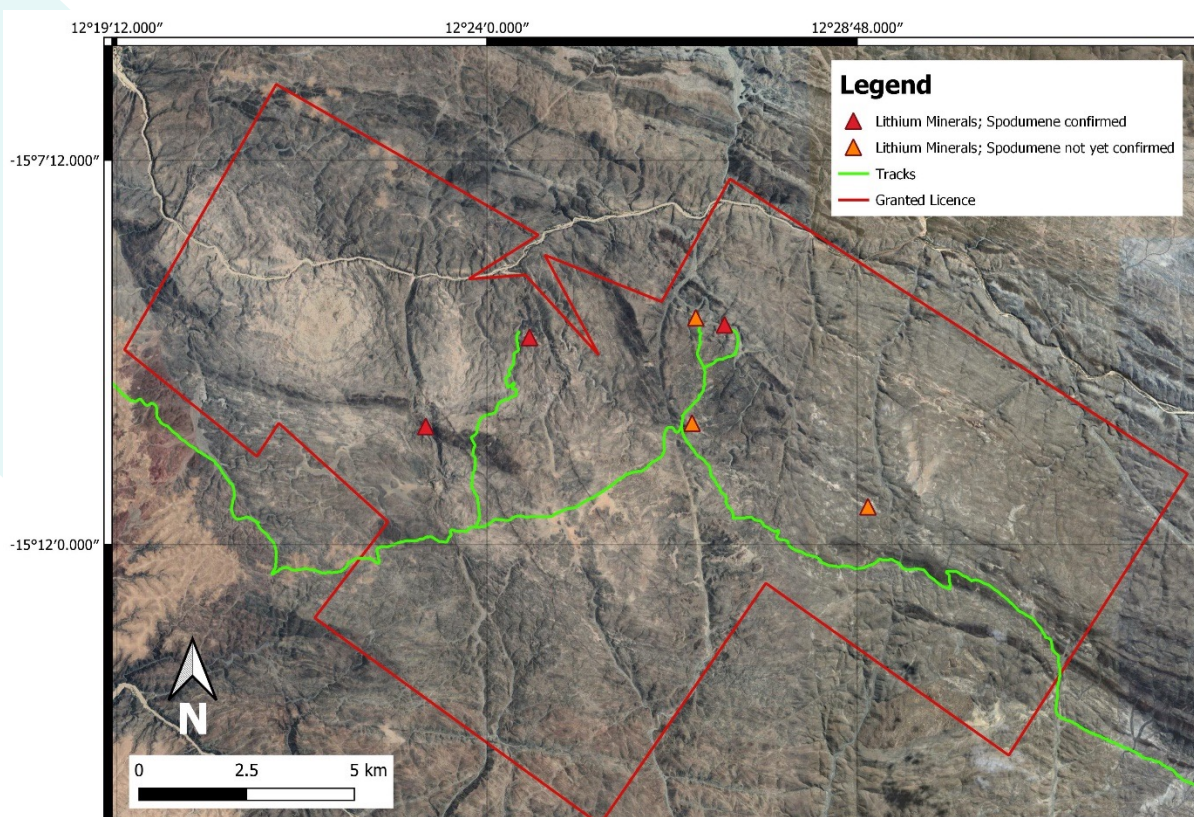 12°19′12.000″ 12°24′0.000″ 12°28′48.000″
Legend
Lithium Minerals; Spodumene confirmed
Lithium Minerals; Spodumene not yet confirmed
Tracks
Granted Licence
-15°7′12.000″
-15°12′0.000″
N
0 2.5 5 km